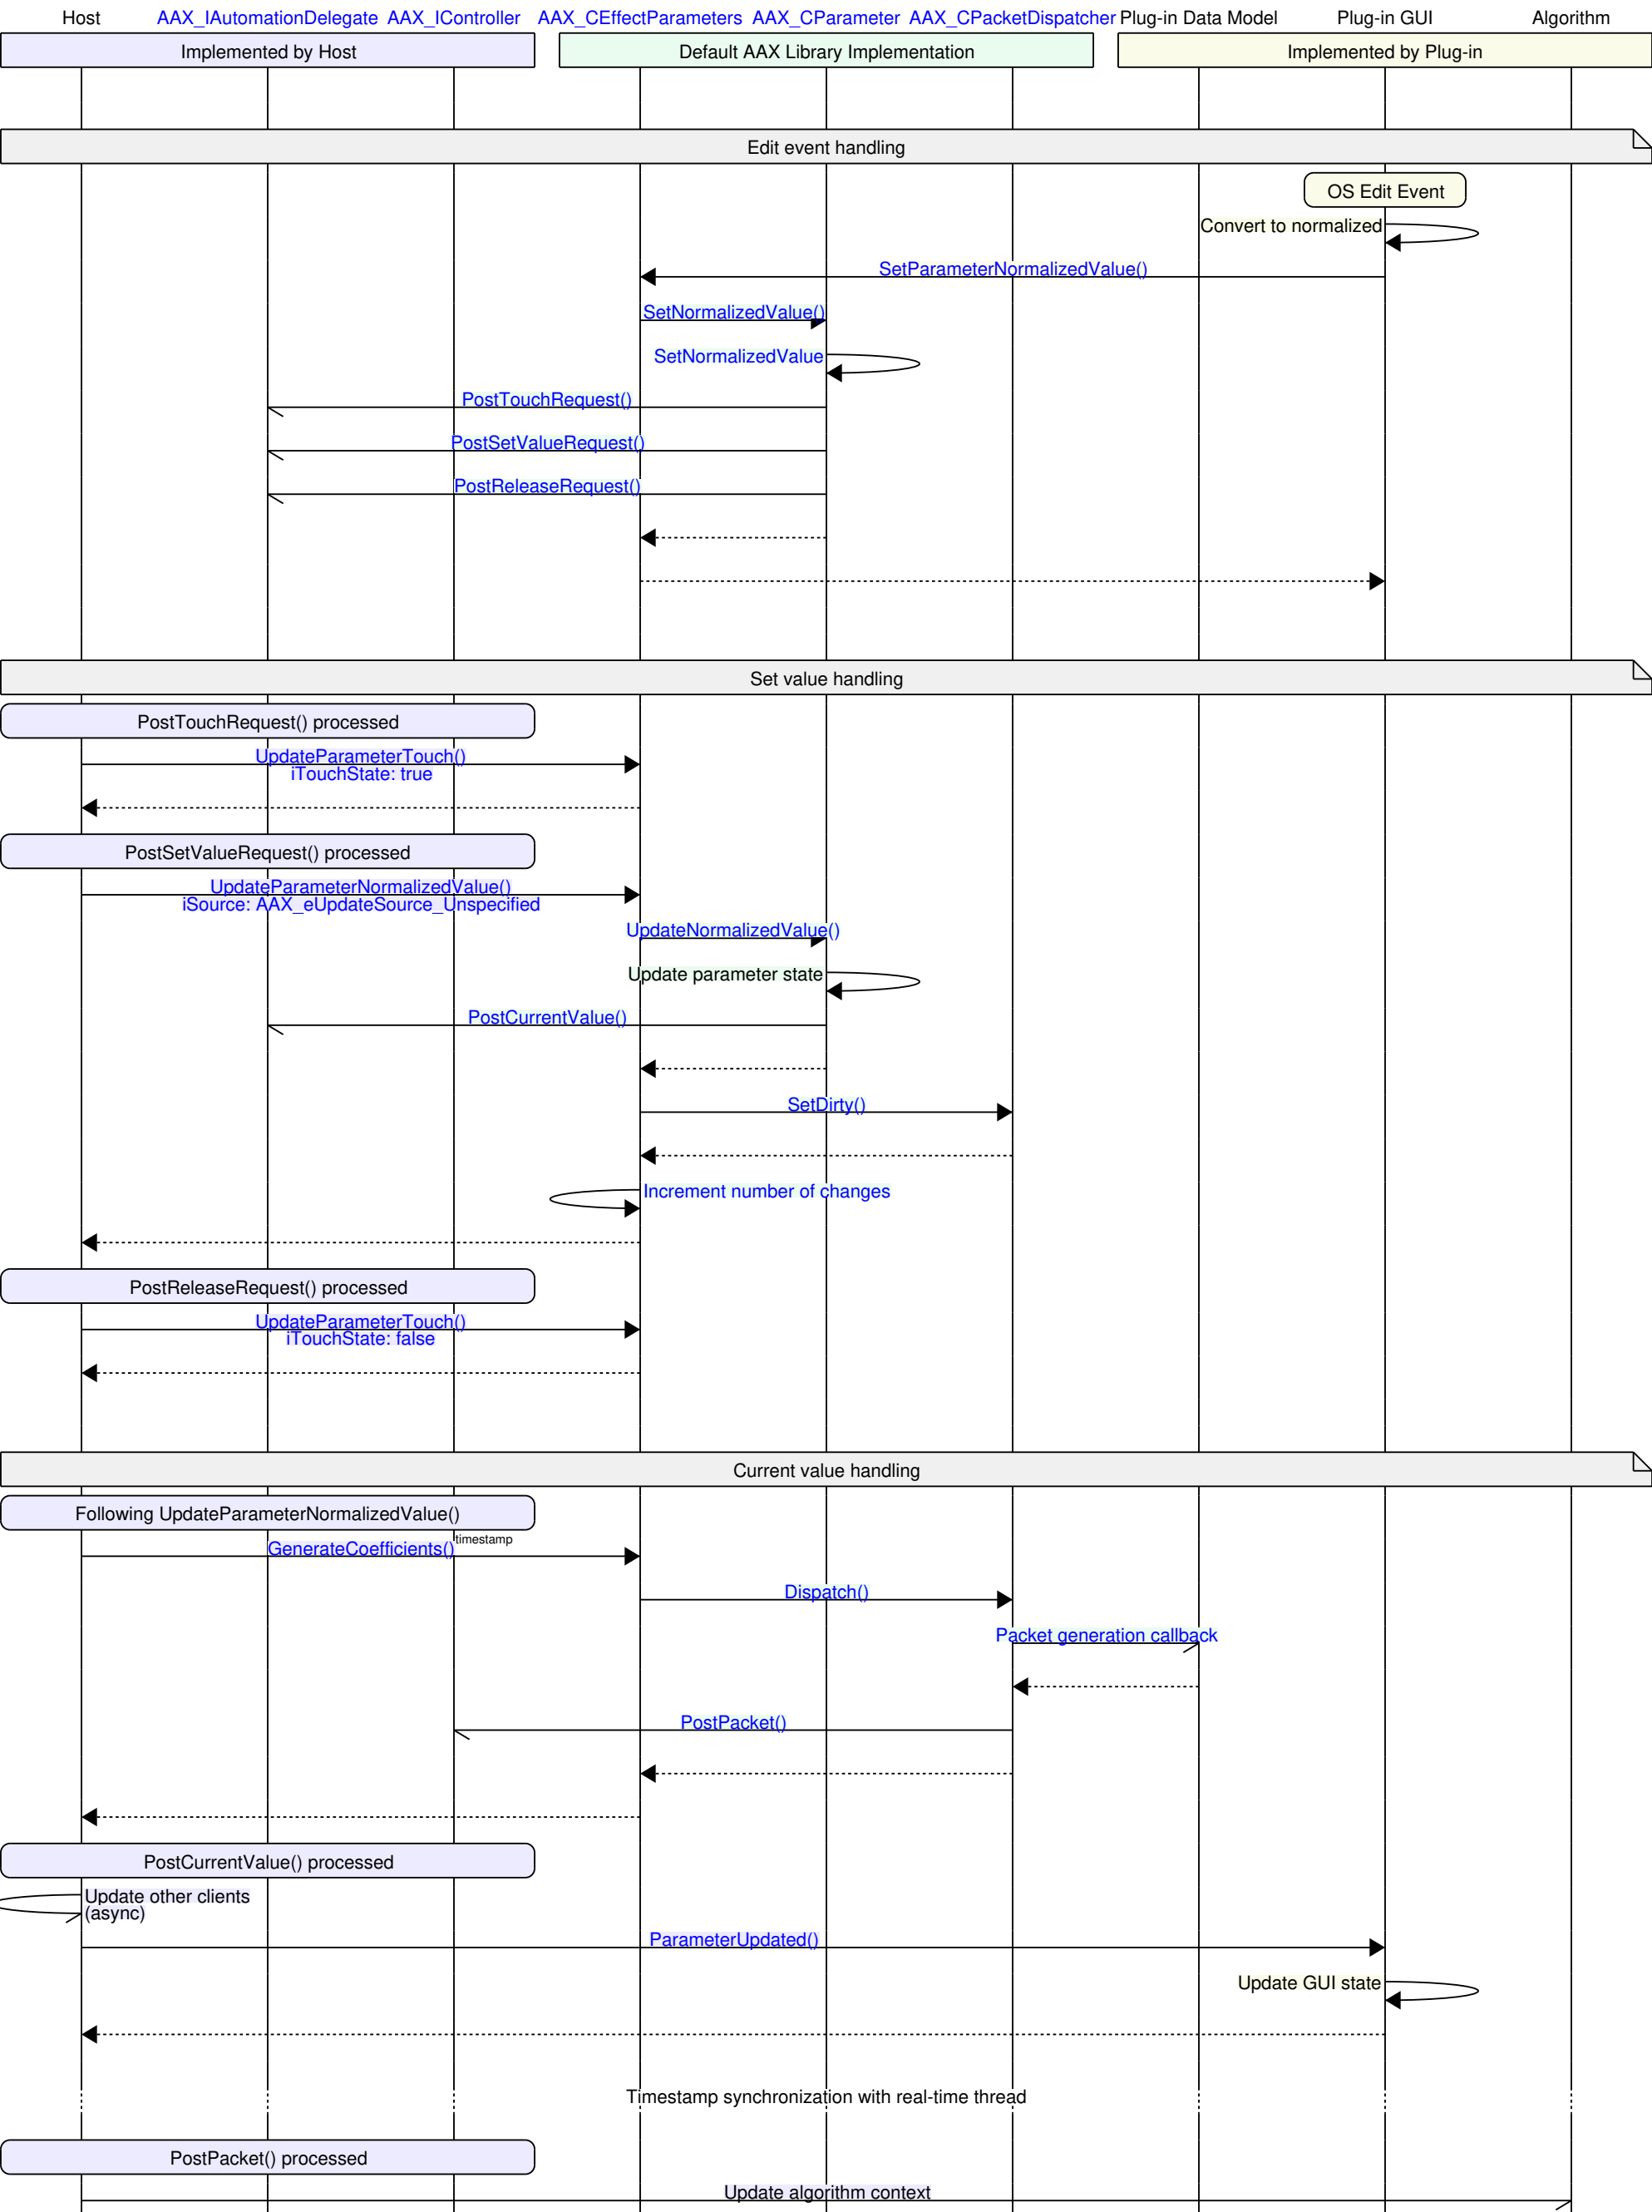 Host AAX_IAutomationDelegate AAX_IController AAX_CEffectParameters AAX_CParameter AAX_CPacketDispatcher Plug-in Data Model Plug-in GUI Algorithm
Implemented by Host Default AAX Library Implementation Implemented by Plug-in
Edit event handling
OS Edit Event
Convert to normalized
SetParameterNormalizedValue()
SetNormalizedValue()
SetNormalizedValue
PostTouchRequest()
PostSetValueRequest()
PostReleaseRequest()
Set value handling
PostTouchRequest() processed
UpdateParameterTouch()
iTouchState: true
PostSetValueRequest() processed
UpdateParameterNormalizedValue()
iSource: AAX_eUpdateSource_Unspecified
UpdateNormalizedValue()
Update parameter state
PostCurrentValue()
SetDirty()
Increment number of changes
PostReleaseRequest() processed
UpdateParameterTouch()
iTouchState: false
Current value handling
Following UpdateParameterNormalizedValue()
GenerateCoefficients() timestamp
Dispatch()
Packet generation callback
PostPacket()
PostCurrentValue() processed
Update other clients
(async)
ParameterUpdated()
Update GUI state
Timestamp synchronization with real-time thread
PostPacket() processed
Update algorithm context